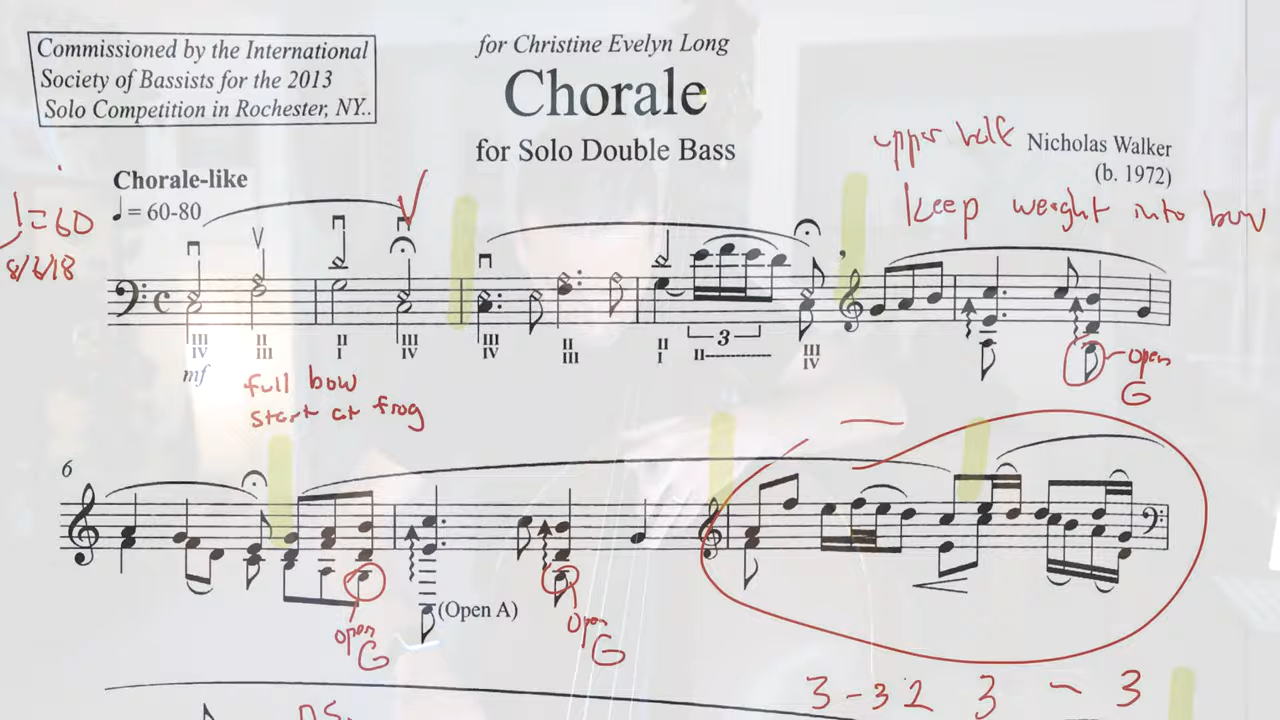 Commissioned by the International
Society of Bassists for the 2013
Solo Competition in Rochester, NY..
for Christine Evelyn Long
Chorale
for Solo Double Bass
upper half
Nicholas Walker
(b. 1972)
keep weight into bow
Chorale-like
♩ = 60-80
♩=60
8/6/18
III II II III III II II II III
IV III I IV IV III I IV
3
mf
full bow
start at frog
open
G
6
(Open A)
open
G
open
G
3 - 3 2 3 ~ 3